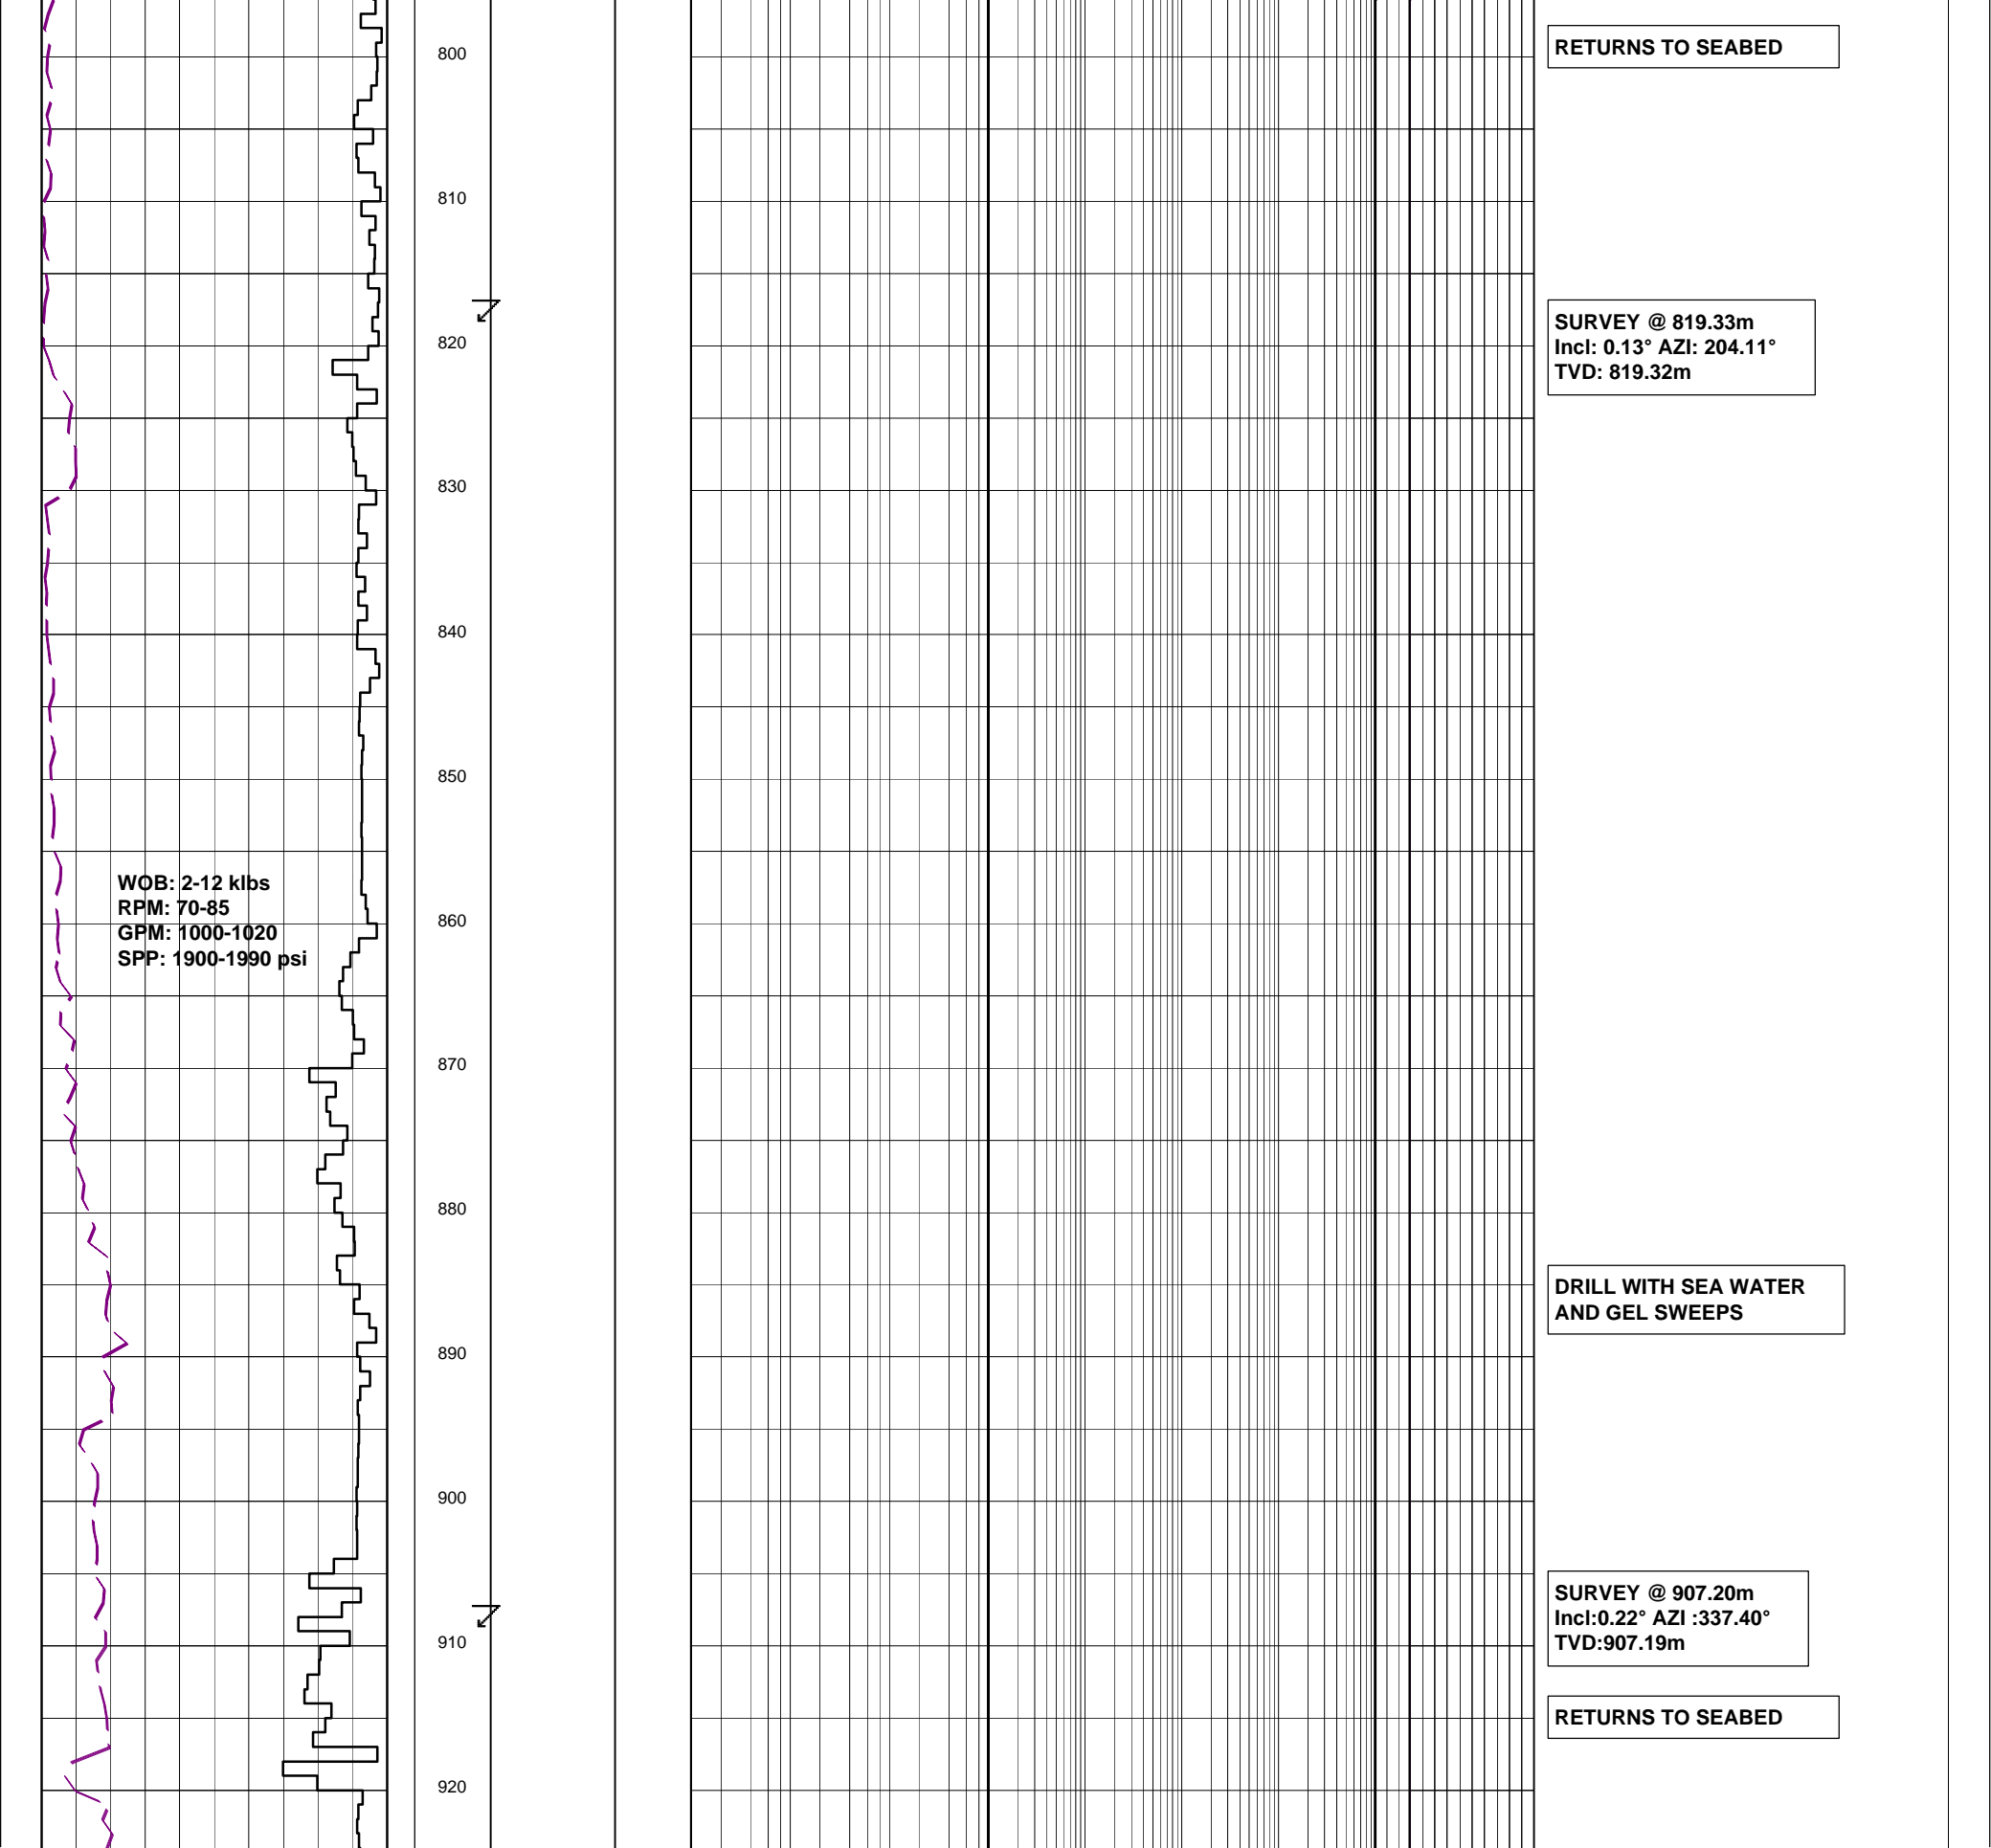 800
RETURNS TO SEABED
810
SURVEY @ 819.33m
Incl: 0.13° AZI: 204.11°
TVD: 819.32m
820
830
840
850
WOB: 2-12 klbs
RPM: 70-85
GPM: 1000-1020
SPP: 1900-1990 psi
860
870
880
DRILL WITH SEA WATER
AND GEL SWEEPS
890
900
SURVEY @ 907.20m
Incl:0.22° AZI :337.40°
TVD:907.19m
910
RETURNS TO SEABED
920